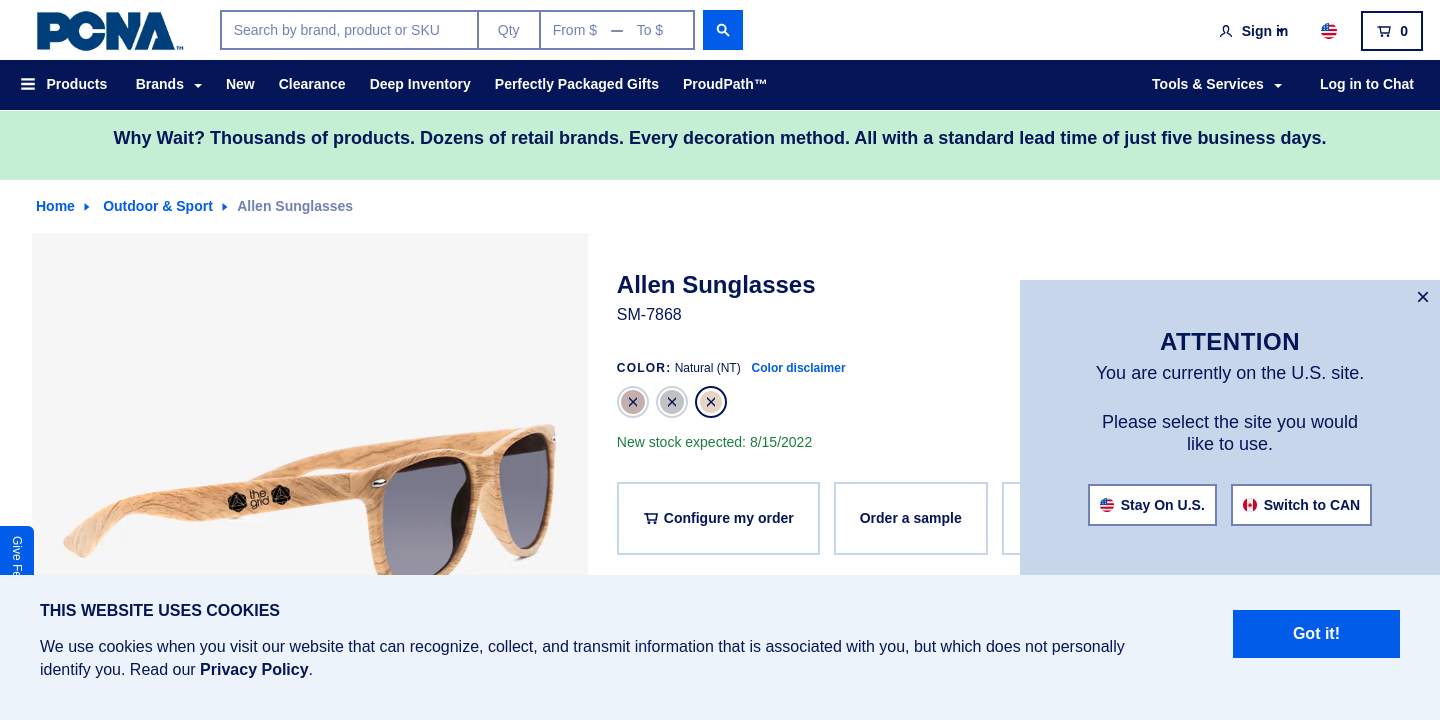 PCNA™
Search by brand, product or SKU
Qty
From $ — To $
Sign in
0
Products
Brands
New
Clearance
Deep Inventory
Perfectly Packaged Gifts
ProudPath™
Tools & Services
Log in to Chat
Why Wait? Thousands of products. Dozens of retail brands. Every decoration method. All with a standard lead time of just five business days.
Home
Outdoor & Sport
Allen Sunglasses
Allen Sunglasses
SM-7868
COLOR: Natural (NT) Color disclaimer
New stock expected: 8/15/2022
Configure my order
Order a sample
the
grid
ATTENTION
You are currently on the U.S. site.
Please select the site you would
like to use.
Stay On U.S.
Switch to CAN
Give
THIS WEBSITE USES COOKIES
We use cookies when you visit our website that can recognize, collect, and transmit information that is associated with you, but which does not personally
identify you. Read our Privacy Policy.
Got it!